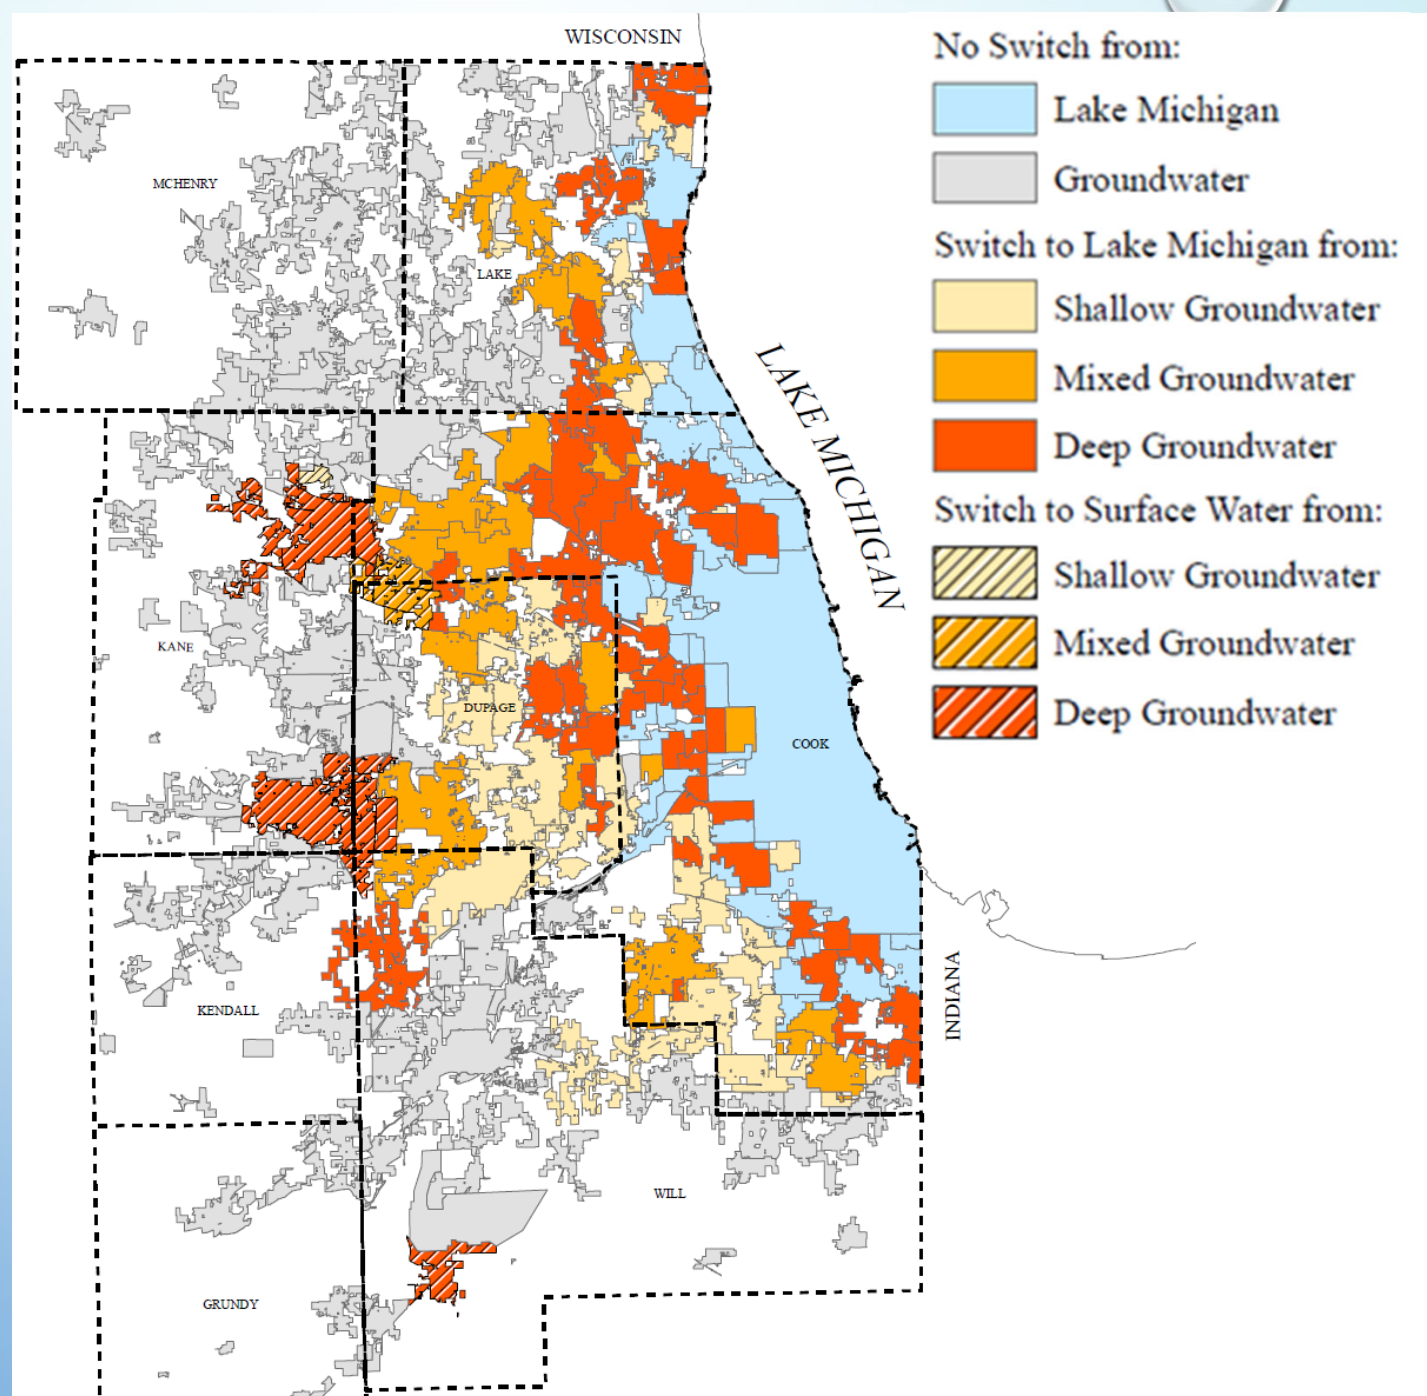 WISCONSIN
No Switch from:
Lake Michigan
Groundwater
Switch to Lake Michigan from:
Shallow Groundwater
Mixed Groundwater
Deep Groundwater
Switch to Surface Water from:
Shallow Groundwater
Mixed Groundwater
Deep Groundwater
MCHENRY
LAKE
LAKE MICHIGAN
KANE
DUPAGE
COOK
KENDALL
INDIANA
WILL
GRUNDY